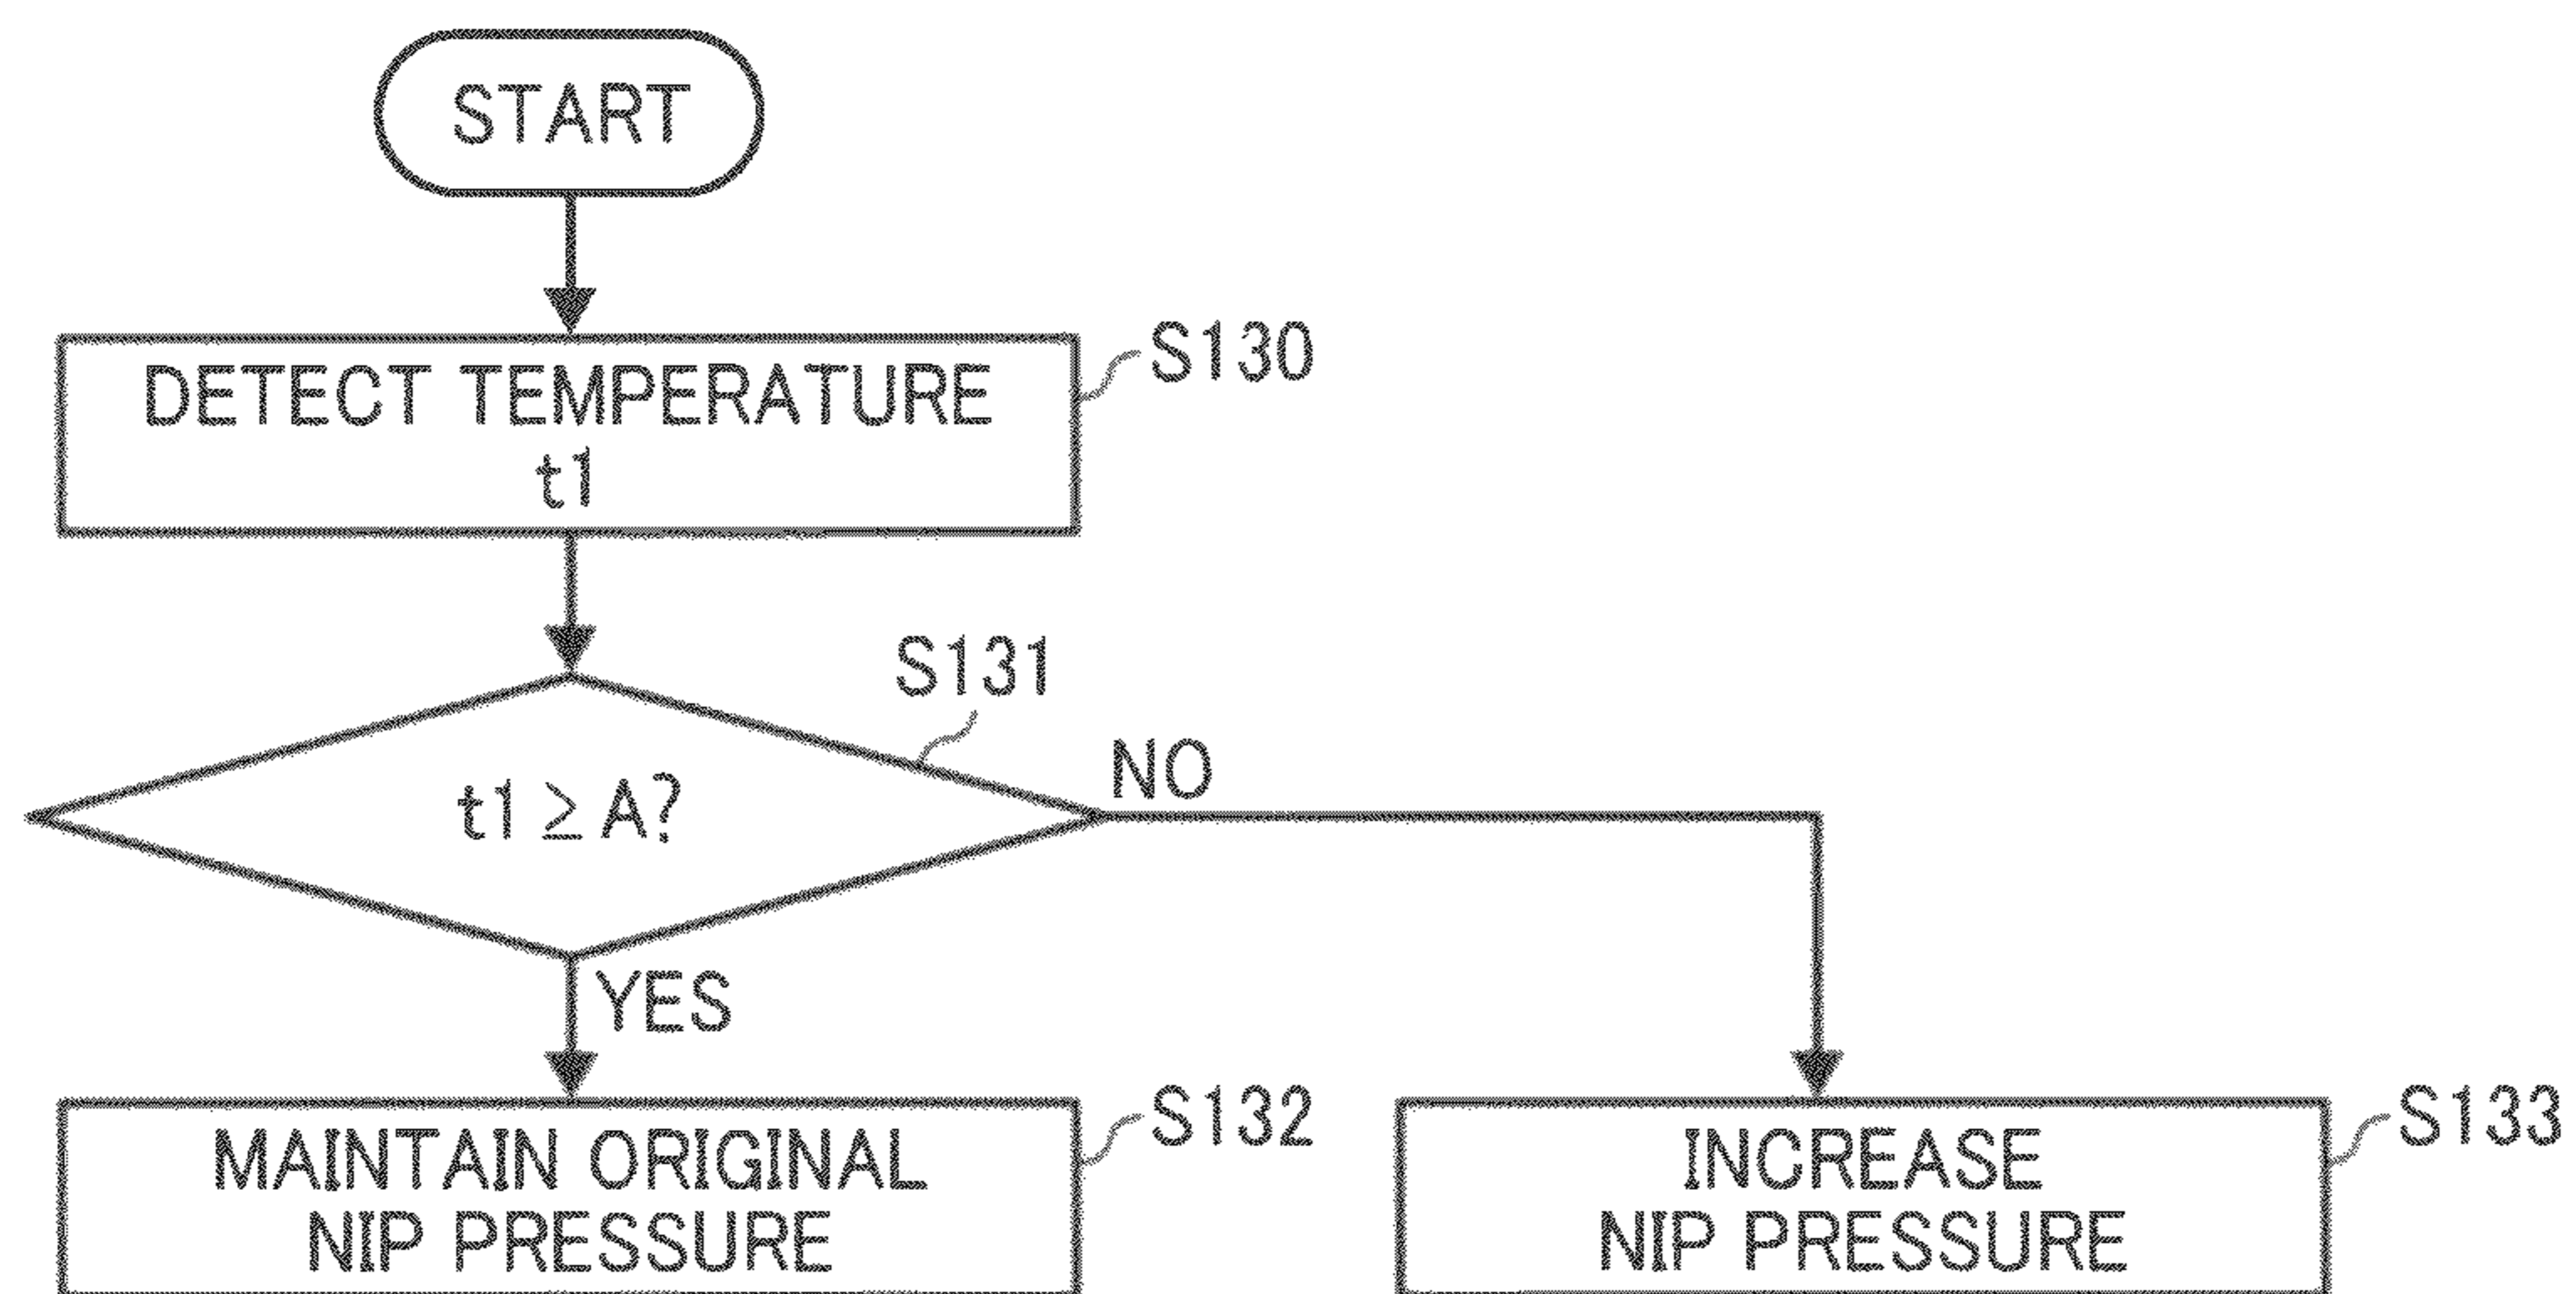 START
DETECT TEMPERATURE
t1
S130
S131
t1 ≥ A?
NO
YES
MAINTAIN ORIGINAL
NIP PRESSURE
S132
INCREASE
NIP PRESSURE
S133